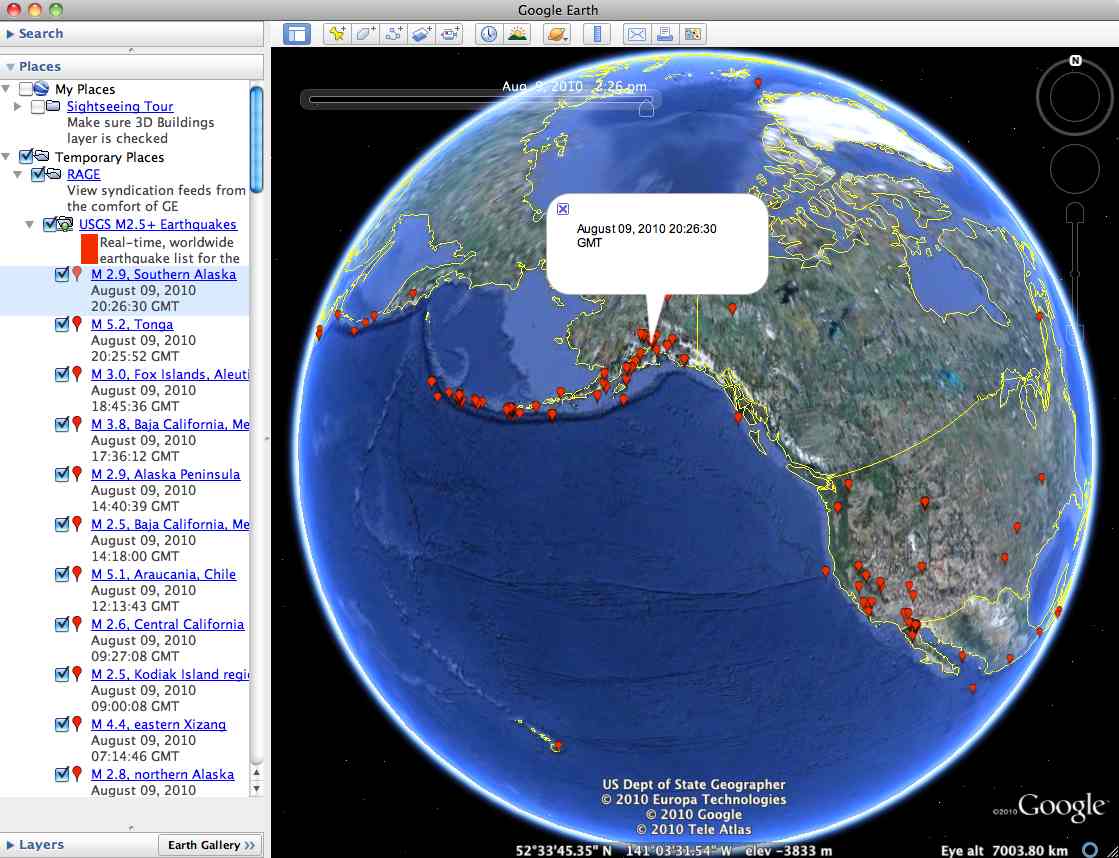 Google Earth
Search
Places
My Places
Sightseeing Tour
Make sure 3D Buildings
layer is checked
Temporary Places
RAGE
View syndication feeds from
the comfort of GE
USGS M2.5+ Earthquakes
Real-time, worldwide
earthquake list for the
M 2.9, Southern Alaska
August 09, 2010
20:26:30 GMT
M 5.2, Tonga
August 09, 2010
20:25:52 GMT
M 3.0, Fox Islands, Aleuti
August 09, 2010
18:45:36 GMT
M 3.8, Baja California, Me
August 09, 2010
17:36:12 GMT
M 2.9, Alaska Peninsula
August 09, 2010
14:40:39 GMT
M 2.5, Baja California, Me
August 09, 2010
14:18:00 GMT
M 5.1, Araucania, Chile
August 09, 2010
12:13:43 GMT
M 2.6, Central California
August 09, 2010
09:27:08 GMT
M 2.5, Kodiak Island regio
August 09, 2010
09:00:08 GMT
M 4.4, eastern Xizang
August 09, 2010
07:14:46 GMT
M 2.8, northern Alaska
August 09, 2010
Layers
Earth Gallery >>
Aug 9, 2010 2:26 pm
N
August 09, 2010 20:26:30
GMT
US Dept of State Geographer
© 2010 Europa Technologies
© 2010 Google
© 2010 Tele Atlas
©2010 Google
52°33'45.35" N 141°03'31.54" W elev -3833 m
Eye alt 7003.80 km